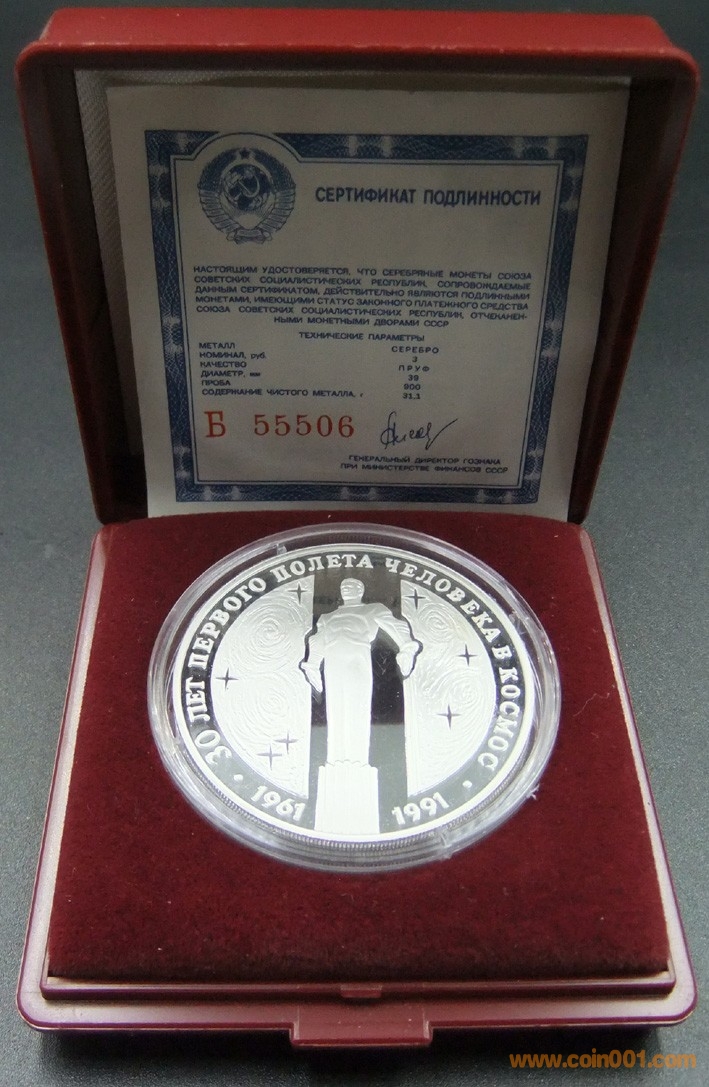 СЕРТИФИКАТ ПОДЛИННОСТИ
НАСТОЯЩИМ УДОСТОВЕРЯЕТСЯ, ЧТО СЕРЕБРЯНЫЕ МОНЕТЫ СОЮЗА
СОВЕТСКИХ СОЦИАЛИСТИЧЕСКИХ РЕСПУБЛИК, СОПРОВОЖДАЕМЫЕ
ДАННЫМ СЕРТИФИКАТОМ, ДЕЙСТВИТЕЛЬНО ЯВЛЯЮТСЯ ПОДЛИННЫМИ
МОНЕТАМИ, ИМЕЮЩИМИ СТАТУС ЗАКОННОГО ПЛАТЕЖНОГО СРЕДСТВА
СОЮЗА СОВЕТСКИХ СОЦИАЛИСТИЧЕСКИХ РЕСПУБЛИК, ОТЧЕКАНЕН-
НЫМИ МОНЕТНЫМИ ДВОРАМИ СССР
ТЕХНИЧЕСКИЕ ПАРАМЕТРЫ
МЕТАЛЛ СЕРЕБРО
НОМИНАЛ, руб. 3
КАЧЕСТВО ПРУФ
ДИАМЕТР, мм 39
ПРОБА 900
СОДЕРЖАНИЕ ЧИСТОГО МЕТАЛЛА, г 31,1
Б 55506
ГЕНЕРАЛЬНЫЙ ДИРЕКТОР ГОЗНАКА
ПРИ МИНИСТЕРСТВЕ ФИНАНСОВ СССР
30 ЛЕТ ПЕРВОГО ПОЛЕТА ЧЕЛОВЕКА В КОСМОС
• 1961 1991 •
www.coin001.com